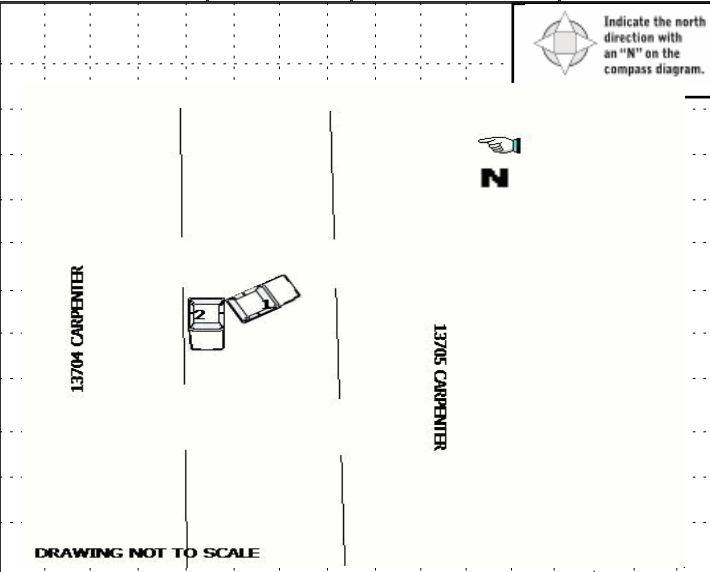 Indicate the north
direction with
an “N” on the
compass diagram.
N
1
2
13704 CARPENTER
13705 CARPENTER
DRAWING NOT TO SCALE